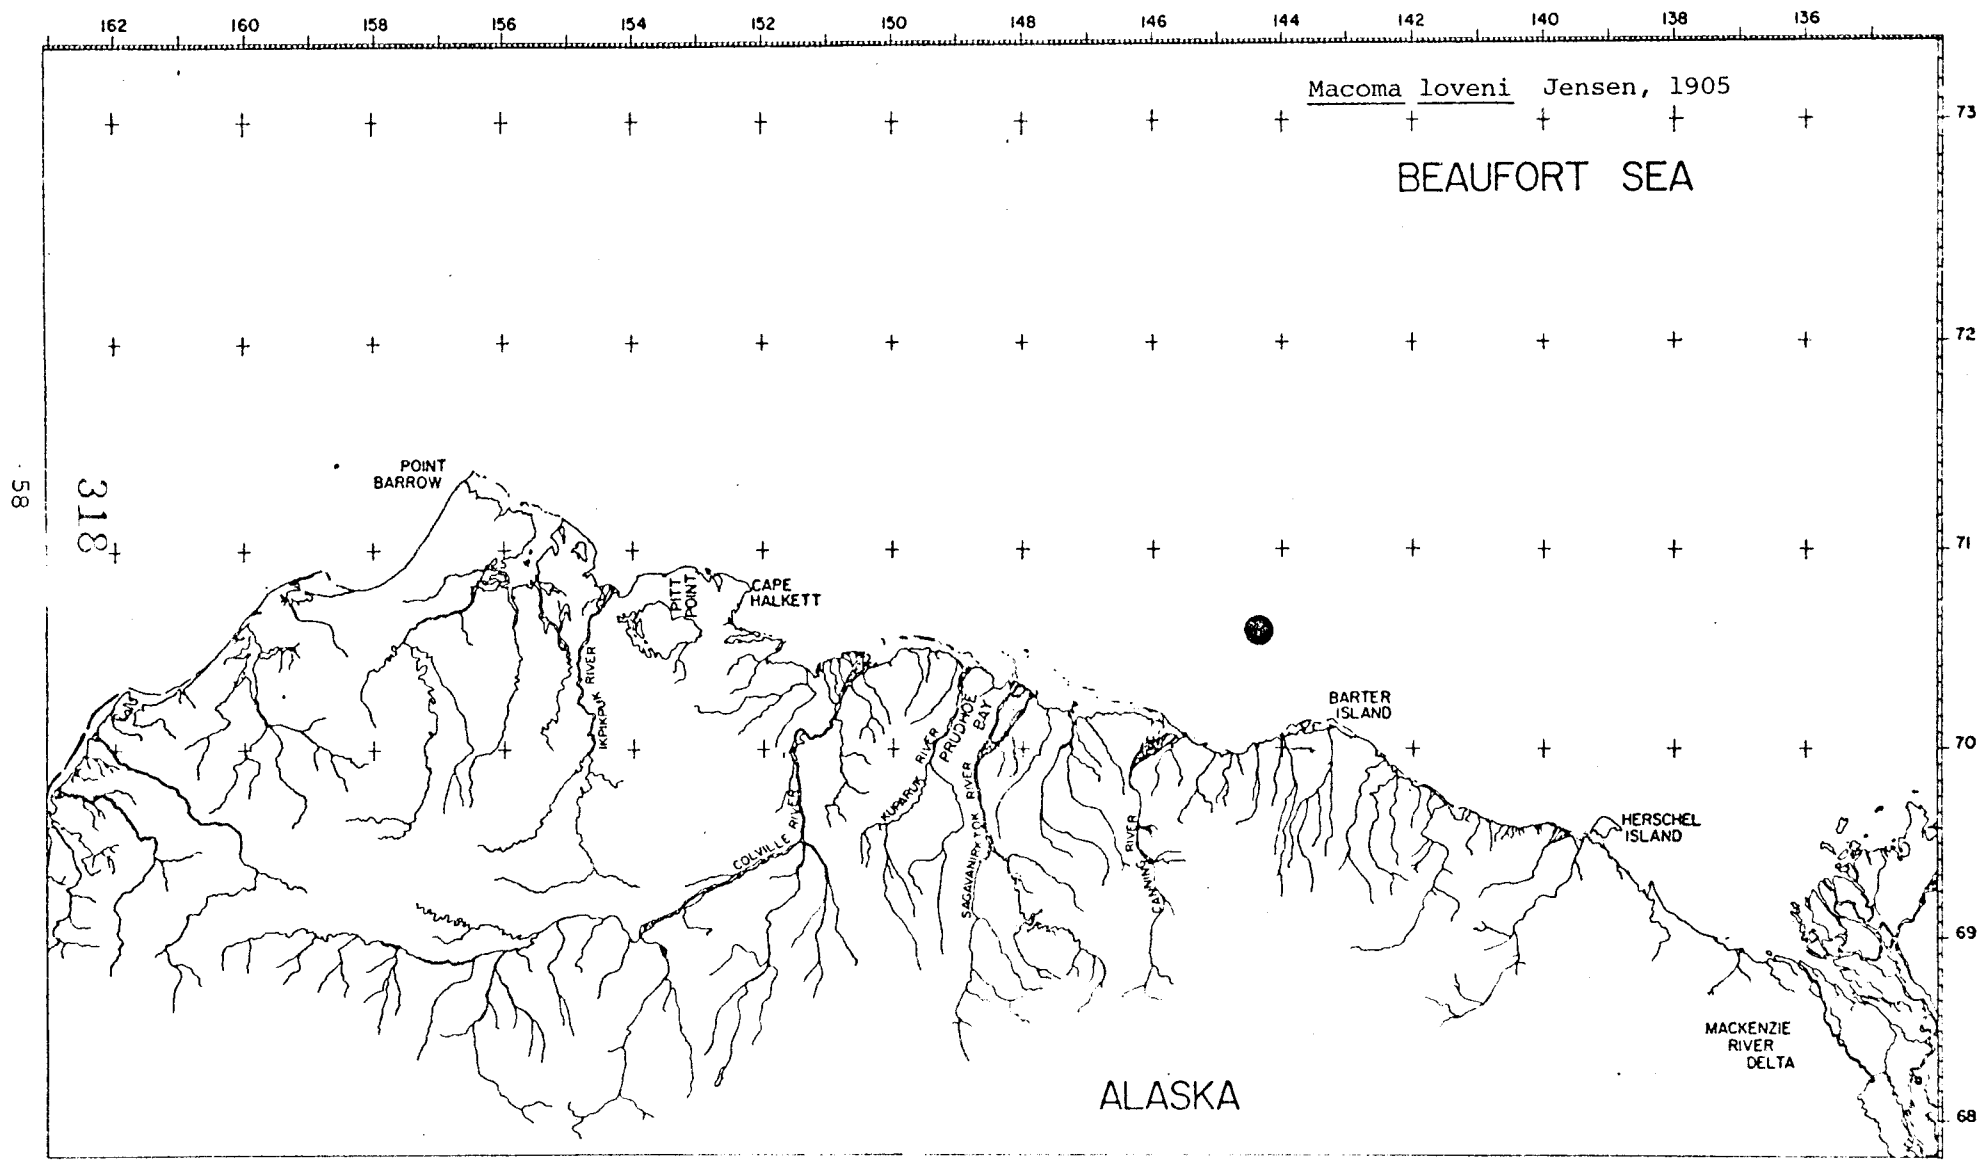 162 160 158 156 154 152 150 148 146 144 142 140 138 136
Macoma loveni Jensen, 1905
73
BEAUFORT SEA
72
POINT
BARROW
58
318
71
PITT
POINT
CAPE
HALKETT
IKPIKPUK RIVER
BARTER
ISLAND
PRUDHOE
BAY
70
KUPARUK RIVER
SAGAVANIRKTOK RIVER
COLVILLE RIVER
CANNING RIVER
HERSCHEL
ISLAND
69
MACKENZIE
RIVER
DELTA
ALASKA
68